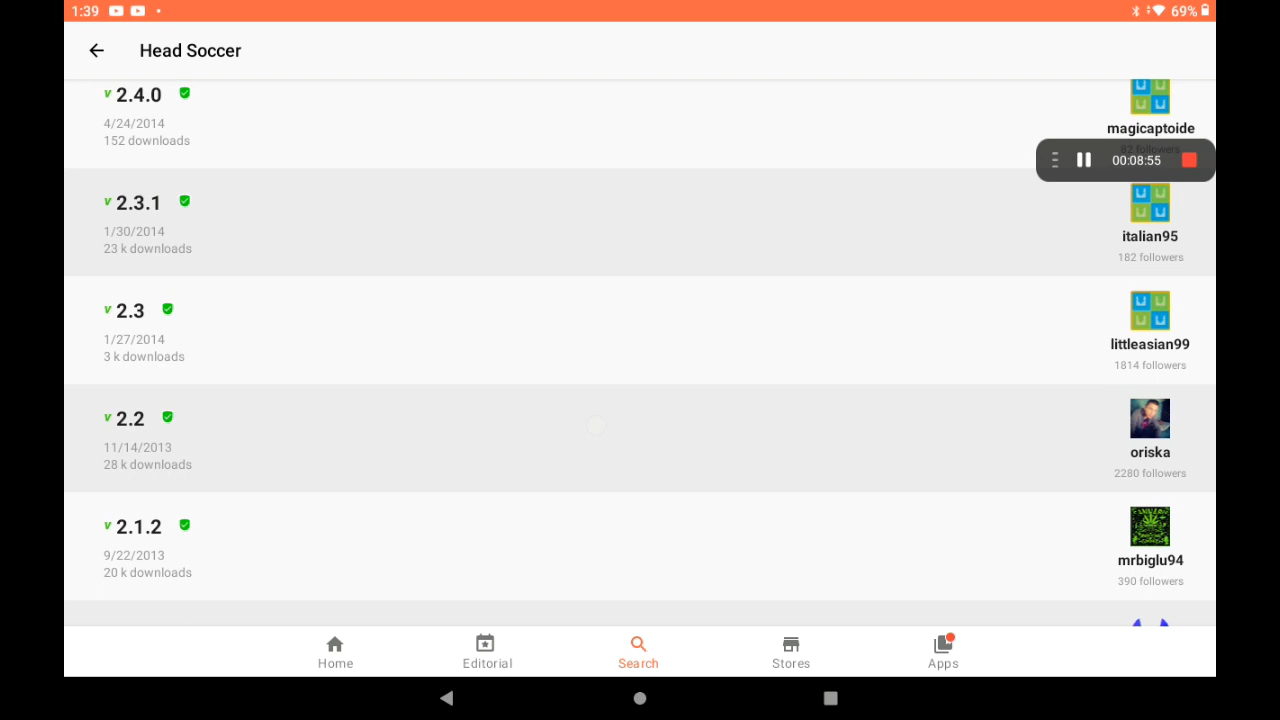 1:39
69%
Head Soccer
v 2.4.0
4/24/2014
152 downloads
magicaptoide
82 followers
00:08:55
v 2.3.1
1/30/2014
23 k downloads
italian95
182 followers
v 2.3
1/27/2014
3 k downloads
littleasian99
1814 followers
v 2.2
11/14/2013
28 k downloads
oriska
2280 followers
v 2.1.2
9/22/2013
20 k downloads
mrbiglu94
390 followers
Home
Editorial
Search
Stores
Apps